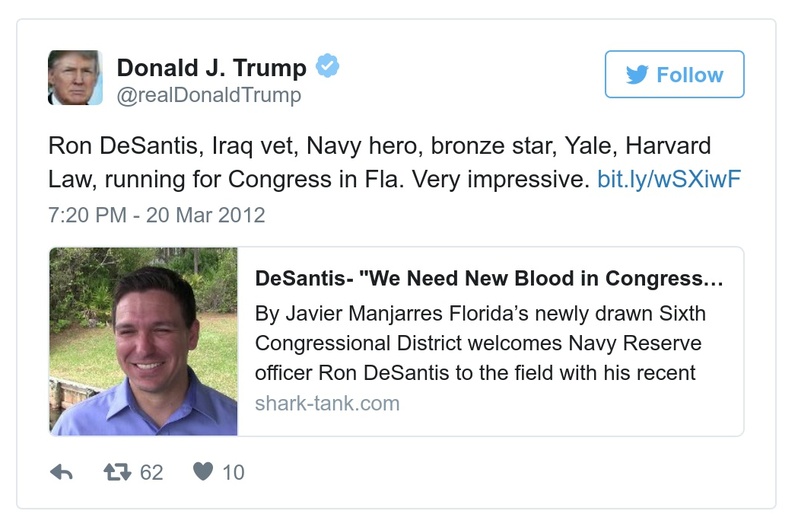 Donald J. Trump
@realDonaldTrump
Follow
Ron DeSantis, Iraq vet, Navy hero, bronze star, Yale, Harvard
Law, running for Congress in Fla. Very impressive. bit.ly/wSXiwF
7:20 PM - 20 Mar 2012
DeSantis- "We Need New Blood in Congress...
By Javier Manjarres Florida’s newly drawn Sixth
Congressional District welcomes Navy Reserve
officer Ron DeSantis to the field with his recent
shark-tank.com
62 10